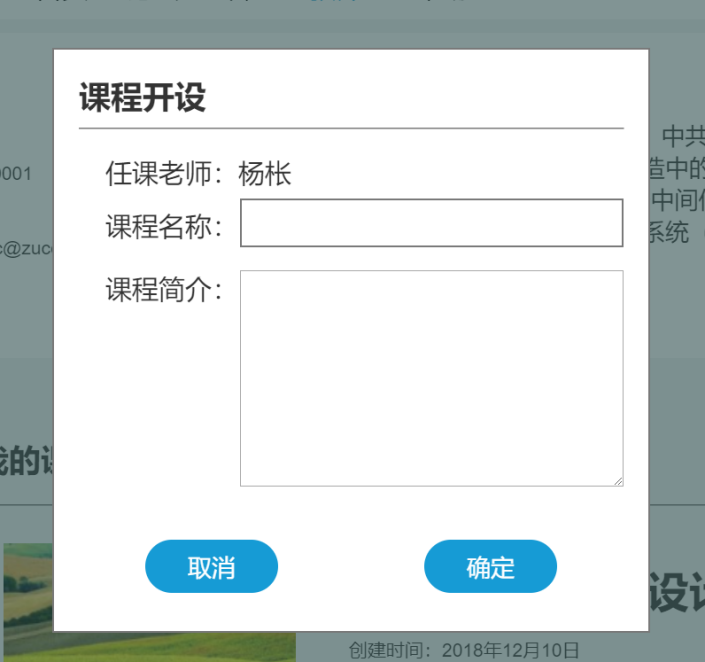 课程开设
任课老师：杨枨
课程名称：
课程简介：
取消
确定
001
c@zuc
中共
造中的
中间
系统
我的
设
创建时间：2018年12月10日